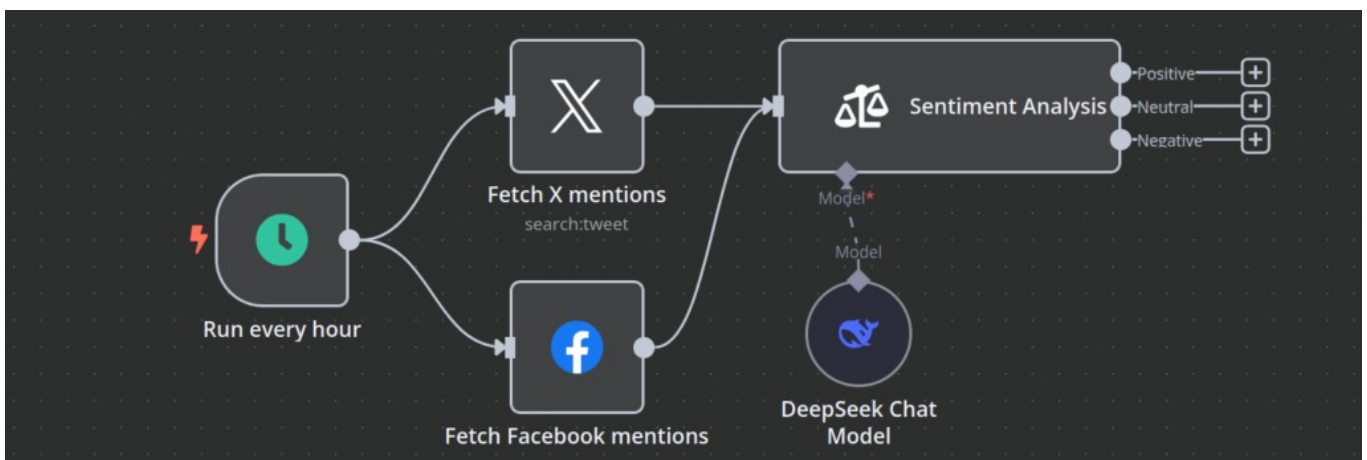 Run every hour
Fetch X mentions
search:tweet
Fetch Facebook mentions
Sentiment Analysis
Positive
Neutral
Negative
Model*
Model
DeepSeek Chat
Model